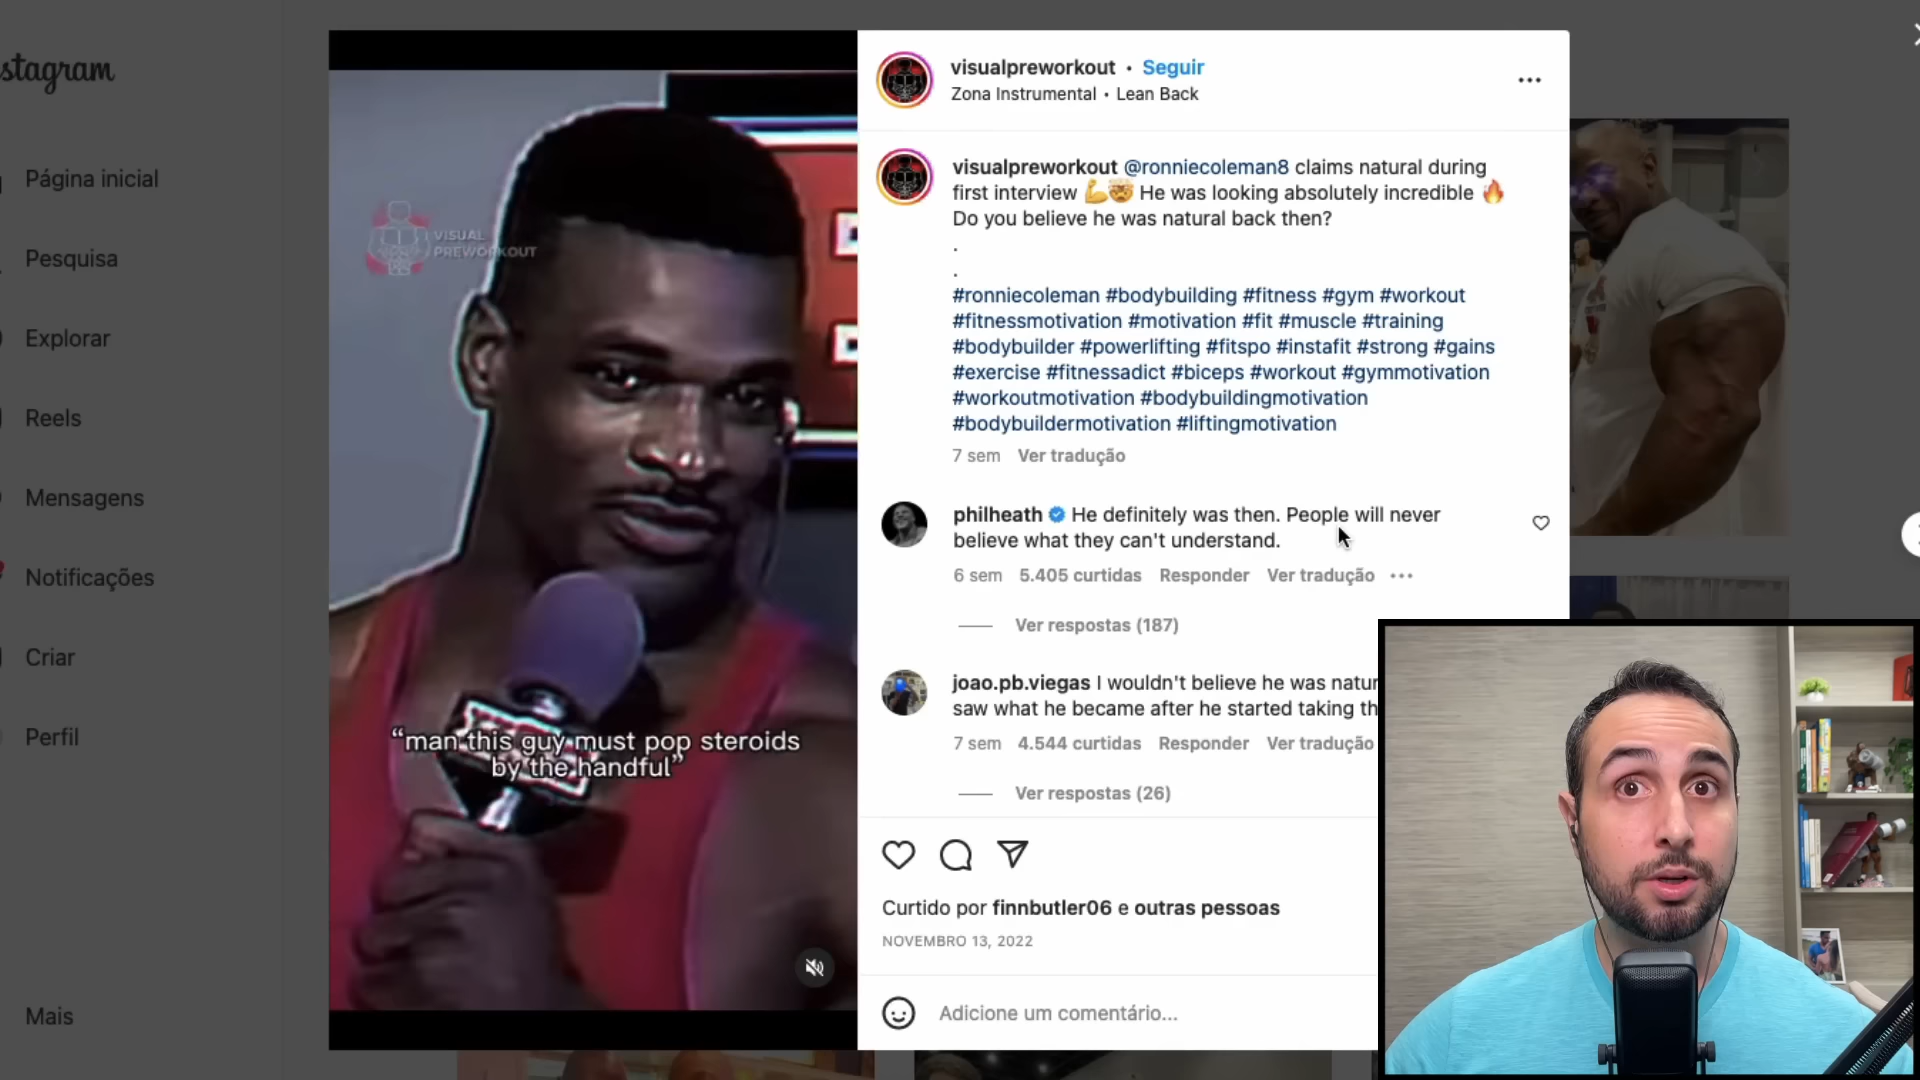 stagram
Página inicial
Pesquisa
Explorar
Reels
Mensagens
Notificações
Criar
Perfil
Mais
VISUAL
PREWORKOUT
“man this guy must pop steroids
by the handful”
visualpreworkout • Seguir
Zona Instrumental • Lean Back
visualpreworkout @ronniecoleman8 claims natural during
first interview 💪🤯 He was looking absolutely incredible 🔥
Do you believe he was natural back then?
.
.
#ronniecoleman #bodybuilding #fitness #gym #workout
#fitnessmotivation #motivation #fit #muscle #training
#bodybuilder #powerlifting #fitspo #instafit #strong #gains
#exercise #fitnessadict #biceps #workout #gymmotivation
#workoutmotivation #bodybuildingmotivation
#bodybuildermotivation #liftingmotivation
7 sem Ver tradução
philheath He definitely was then. People will never
believe what they can't understand.
6 sem 5.405 curtidas Responder Ver tradução
Ver respostas (187)
joao.pb.viegas I wouldn't believe he was natur
saw what he became after he started taking th
7 sem 4.544 curtidas Responder Ver tradução
Ver respostas (26)
Curtido por finnbutler06 e outras pessoas
NOVEMBRO 13, 2022
Adicione um comentário...